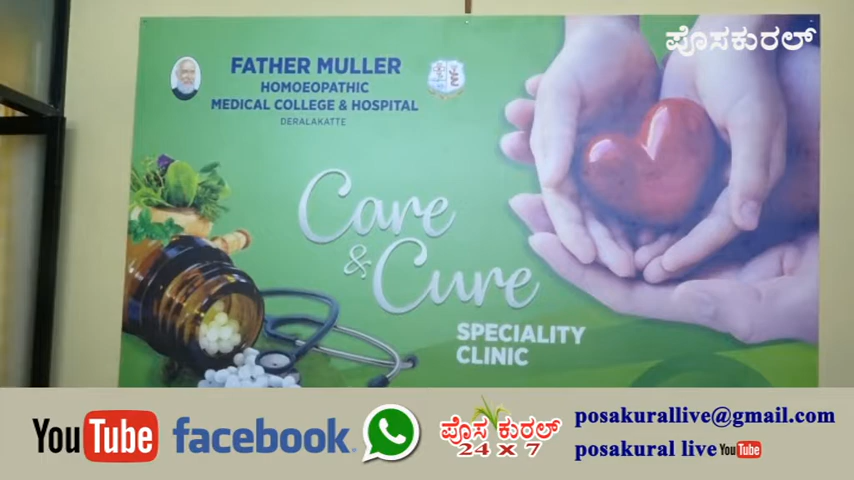 ಪೊಸಕುರಲ್
FATHER MULLER
HOMOEOPATHIC
MEDICAL COLLEGE & HOSPITAL
DERALAKATTE
Care
& Cure
SPECIALITY
CLINIC
YouTube facebook ಪೊಸ ಕುರಲ್ 24 x 7
posakurallive@gmail.com
posakural live YouTube